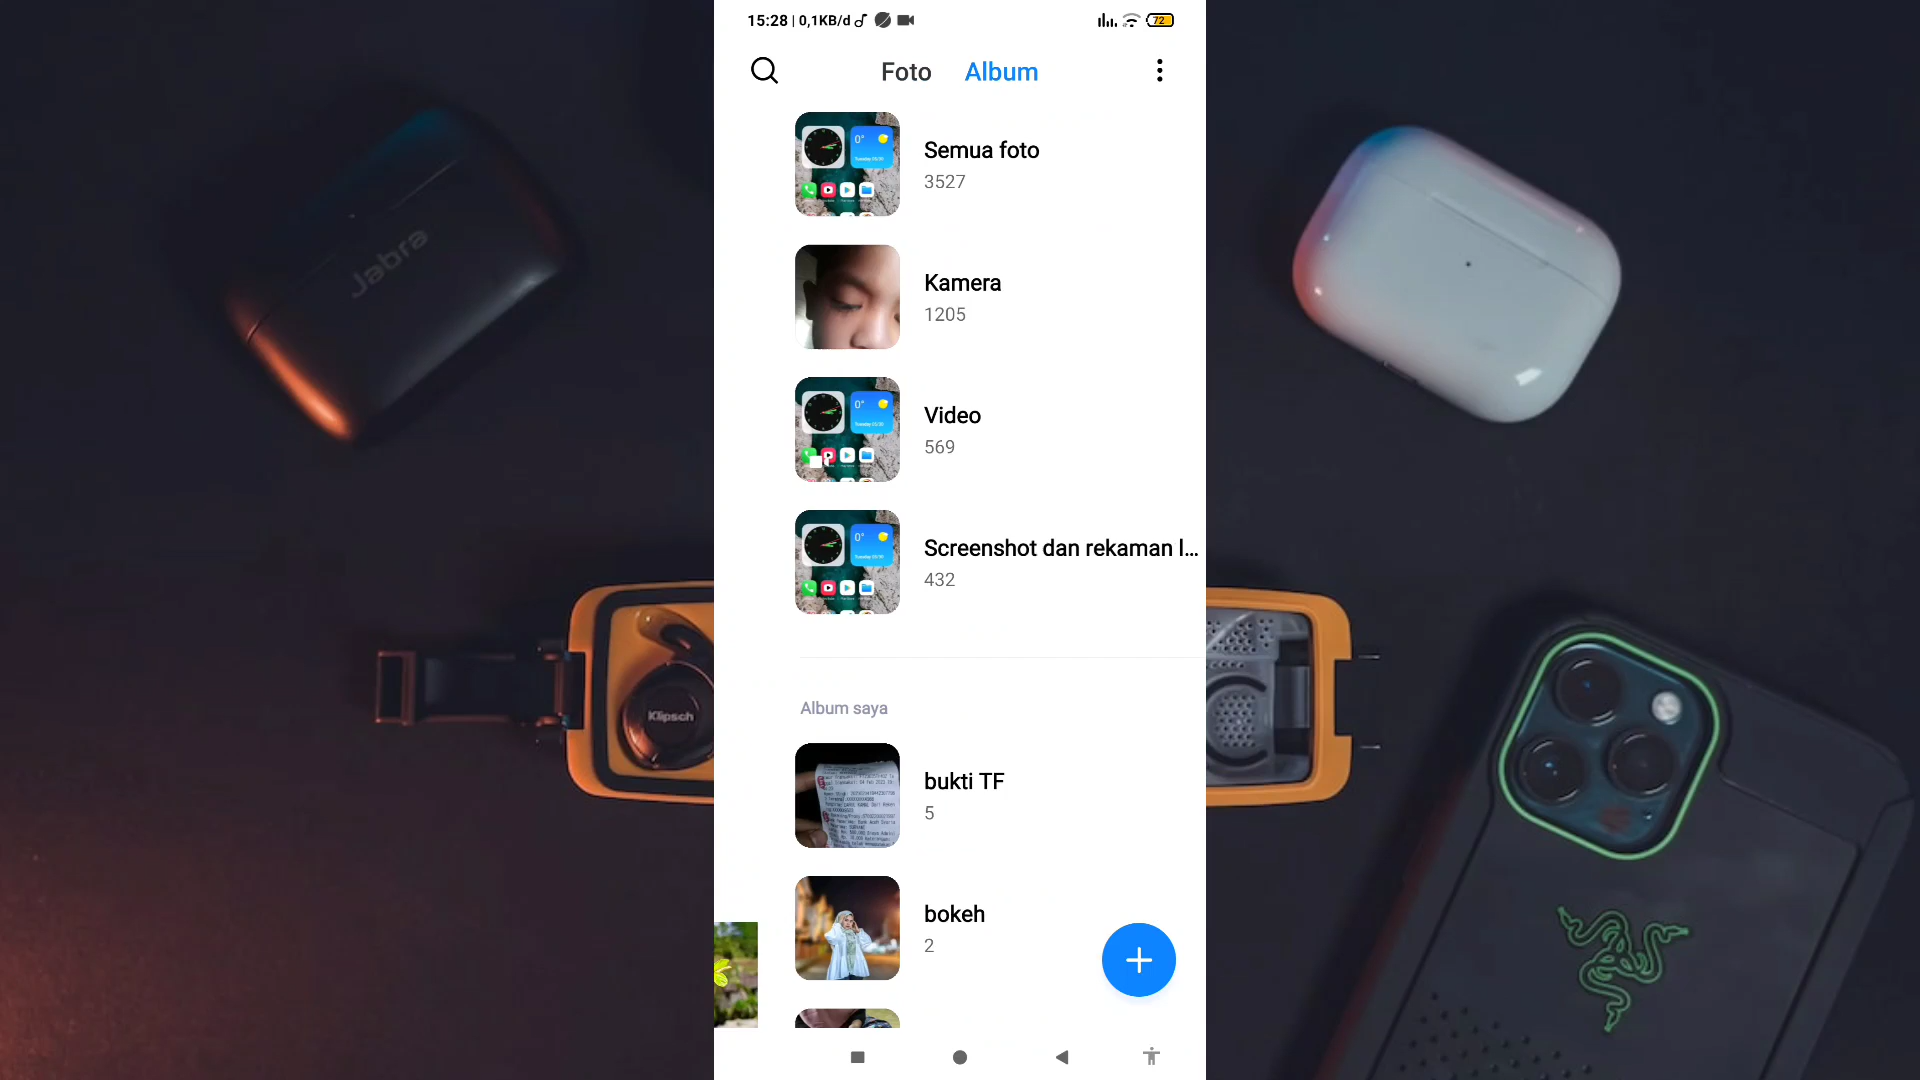 15:28 | 0,1KB/d
72
Foto Album
Semua foto
3527
Kamera
1205
Video
569
Screenshot dan rekaman l...
432
Album saya
bukti TF
5
bokeh
2
Jabra
Klipsch